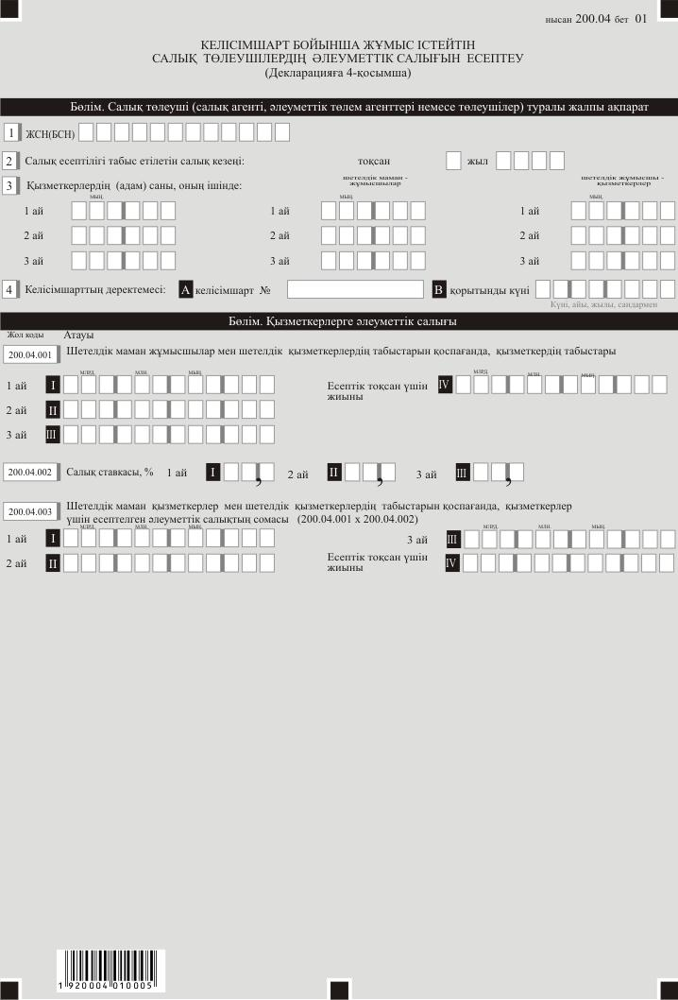 нысан 200.04 бет 01
КЕЛІСІМШАРТ БОЙЫНША ЖҰМЫС ІСТЕЙТІН
САЛЫҚ ТӨЛЕУШІЛЕРДІҢ ӘЛЕУМЕТТІК САЛЫҒЫН ЕСЕПТЕУ
(Декларацияға 4-қосымша)
Бөлім. Салық төлеуші (салық агенті, әлеуметтік төлем агенттері немесе төлеушілер) туралы жалпы ақпарат
1 ЖСН(БСН)
2 Салық есептілігі табыс етілетін салық кезеңі: тоқсан жыл
3 Қызметкерлердің (адам) саны, оның ішінде: шетелдік маман - жұмысшылар шетелдік жұмысшы - қызметкерлер
мың. мың. мың.
1 ай 1 ай 1 ай
2 ай 2 ай 2 ай
3 ай 3 ай 3 ай
4 Келісімшарттың деректемесі: A келісімшарт № B қорытынды күні
Күні, айы, жылы, сандармен
Бөлім. Қызметкерлерге әлеуметтік салығы
Жол коды Атауы
200.04.001 Шетелдік маман жұмысшылар мен шетелдік қызметкерлердің табыстарын қоспағанда, қызметкердің табыстары
млрд. млн. мың. млрд. млн. мың.
1 ай I Есептік тоқсан үшін жиыны IV
2 ай II
3 ай III
200.04.002 Салық ставкасы, % 1 ай I , 2 ай II , 3 ай III ,
200.04.003 Шетелдік маман қызметкерлер мен шетелдік қызметкерлердің табыстарын қоспағанда, қызметкерлер
үшін есептелген әлеуметтік салықтың сомасы (200.04.001 x 200.04.002)
млрд. млн. мың. млрд. млн. мың.
1 ай I 3 ай III
2 ай II Есептік тоқсан үшін жиыны IV
1 920004 010005